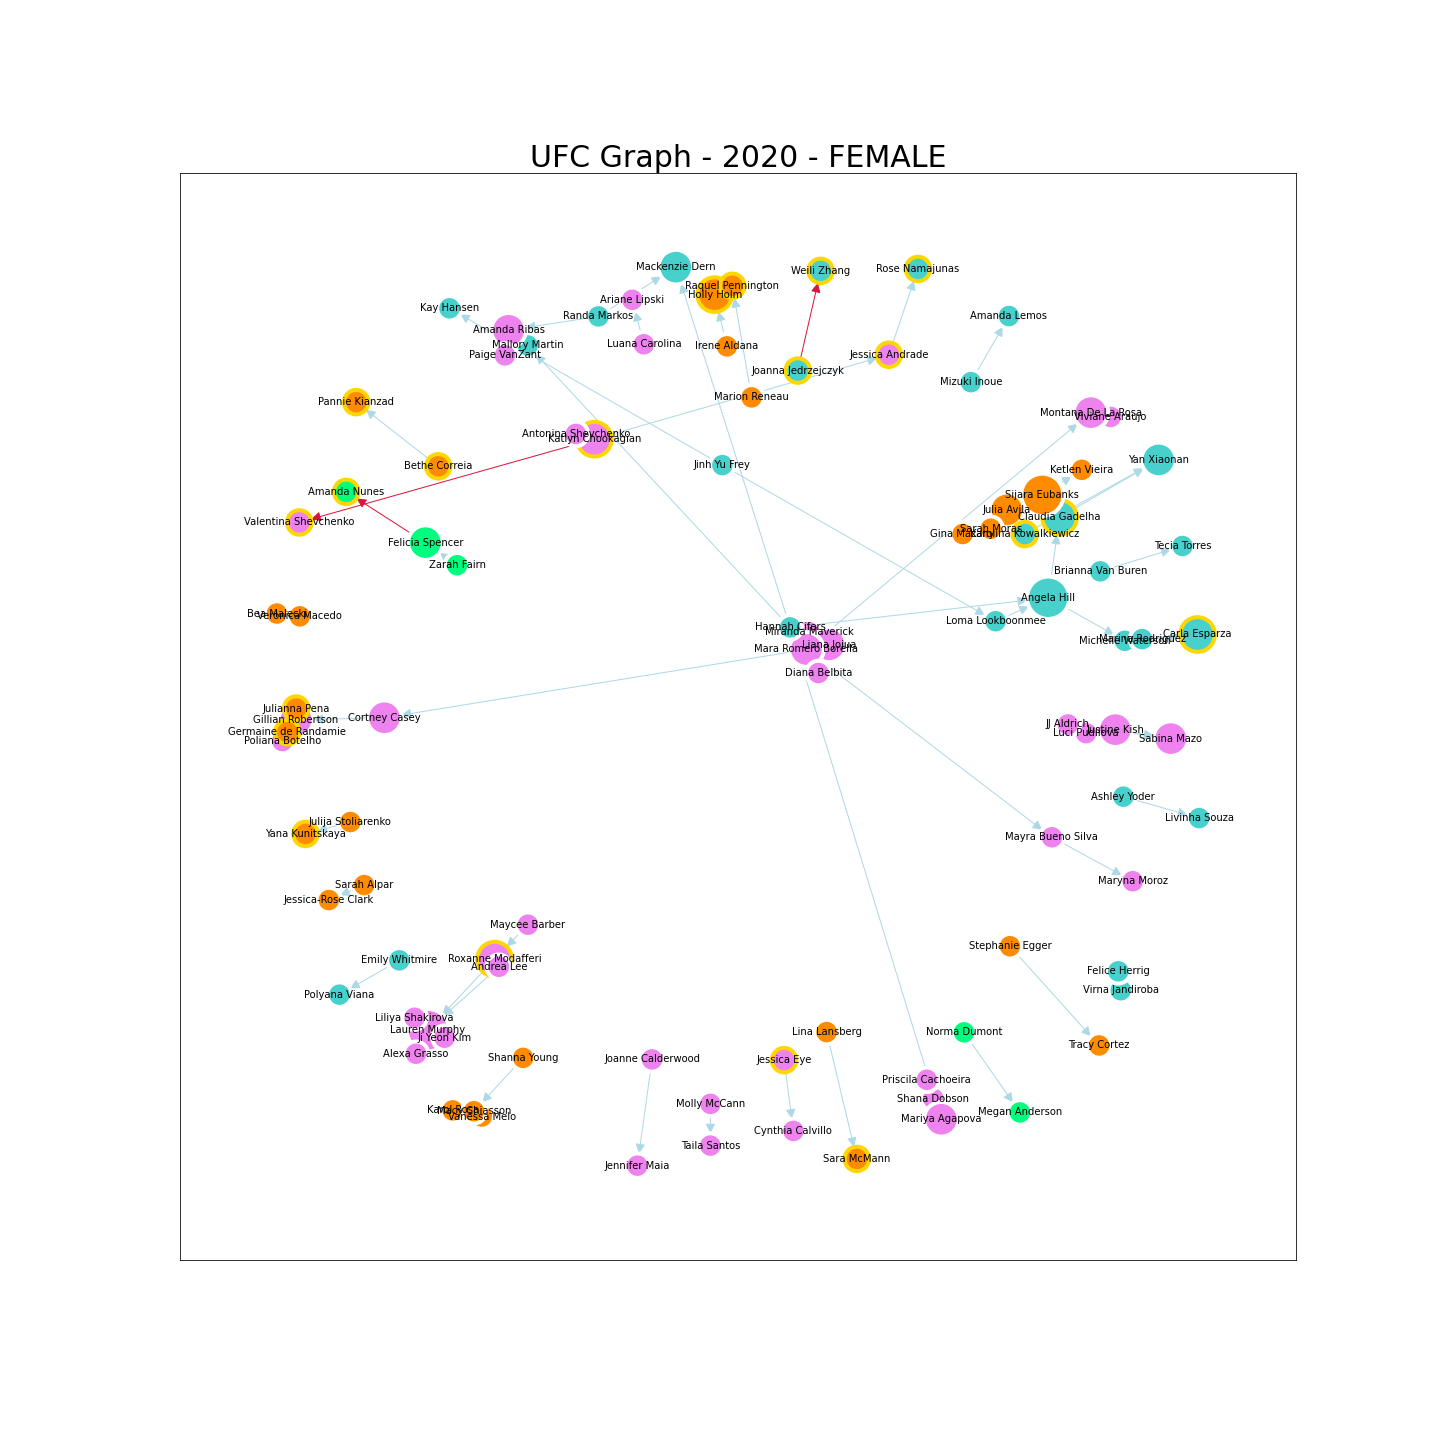 UFC Graph - 2020 - FEMALE
Mackenzie Dern
Weili Zhang
Rose Namajunas
Raquel Pennington
Holly Holm
Ariane Lipski
Kay Hansen
Randa Markos
Amanda Lemos
Amanda Ribas
Mallory Martin
Luana Carolina
Irene Aldana
Paige VanZant
Jessica Andrade
Joanna Jedrzejczyk
Mizuki Inoue
Marion Reneau
Pannie Kianzad
Montana De La Rosa
Viviane Araujo
Antonina Shevchenko
Katlyn Chookagian
Yan Xiaonan
Bethe Correia
Jinh Yu Frey
Ketlen Vieira
Amanda Nunes
Sijara Eubanks
Julia Avila
Claudia Gadelha
Valentina Shevchenko
Sarah Moras
Gina Mazany
Karolina Kowalkiewicz
Felicia Spencer
Tecia Torres
Zarah Fairn
Brianna Van Buren
Angela Hill
Bea Malecki
Veronica Macedo
Loma Lookboonmee
Hannah Cifers
Miranda Maverick
Carla Esparza
Marina Rodriguez
Michelle Waterson
Liana Jojua
Mara Romero Borella
Diana Belbita
Julianna Pena
Gillian Robertson
Cortney Casey
Germaine de Randamie
Poliana Botelho
JJ Aldrich
Justine Kish
Luci Pudilova
Sabina Mazo
Ashley Yoder
Livinha Souza
Julija Stoliarenko
Yana Kunitskaya
Mayra Bueno Silva
Maryna Moroz
Sarah Alpar
Jessica-Rose Clark
Maycee Barber
Stephanie Egger
Emily Whitmire
Roxanne Modafferi
Andrea Lee
Felice Herrig
Polyana Viana
Virna Jandiroba
Liliya Shakirova
Lauren Murphy
Ji Yeon Kim
Lina Lansberg
Norma Dumont
Tracy Cortez
Alexa Grasso
Shanna Young
Joanne Calderwood
Jessica Eye
Priscila Cachoeira
Shana Dobson
Molly McCann
Karol Rosa
Macy Chiasson
Vanessa Melo
Mariya Agapova
Megan Anderson
Cynthia Calvillo
Taila Santos
Sara McMann
Jennifer Maia